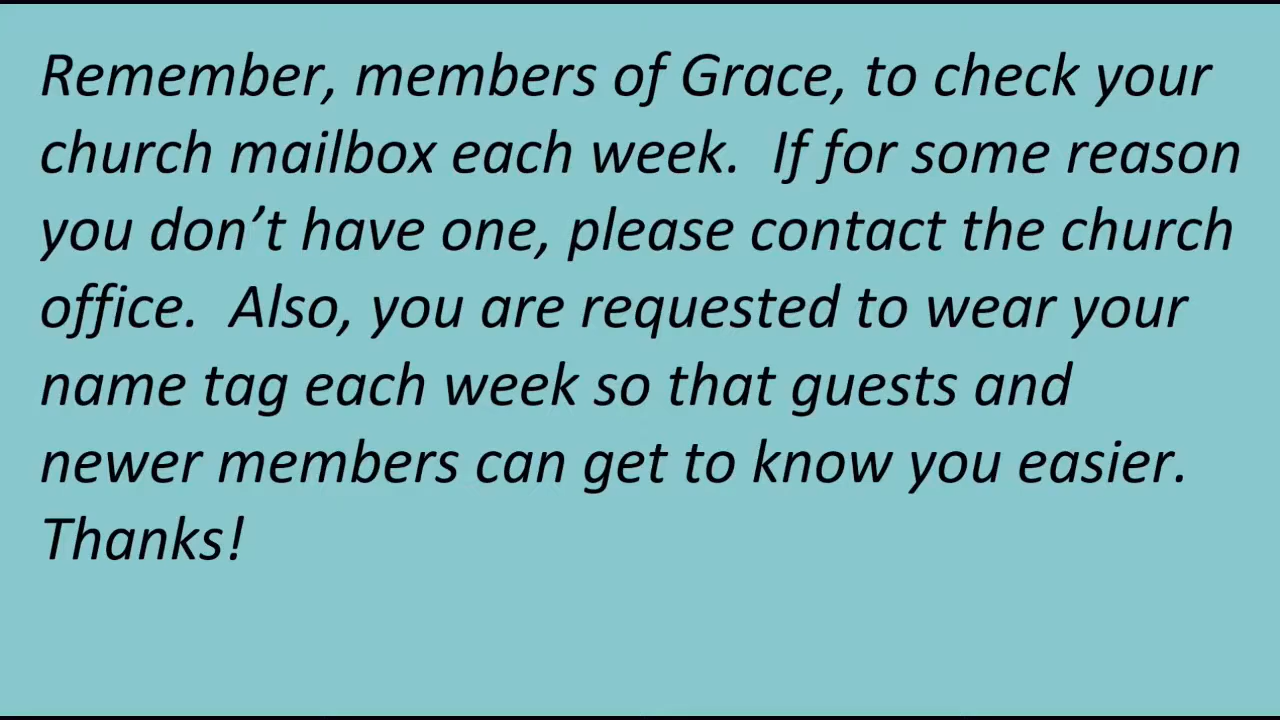 Remember, members of Grace, to check your
church mailbox each week.  If for some reason
you don’t have one, please contact the church
office.  Also, you are requested to wear your
name tag each week so that guests and
newer members can get to know you easier.
Thanks!